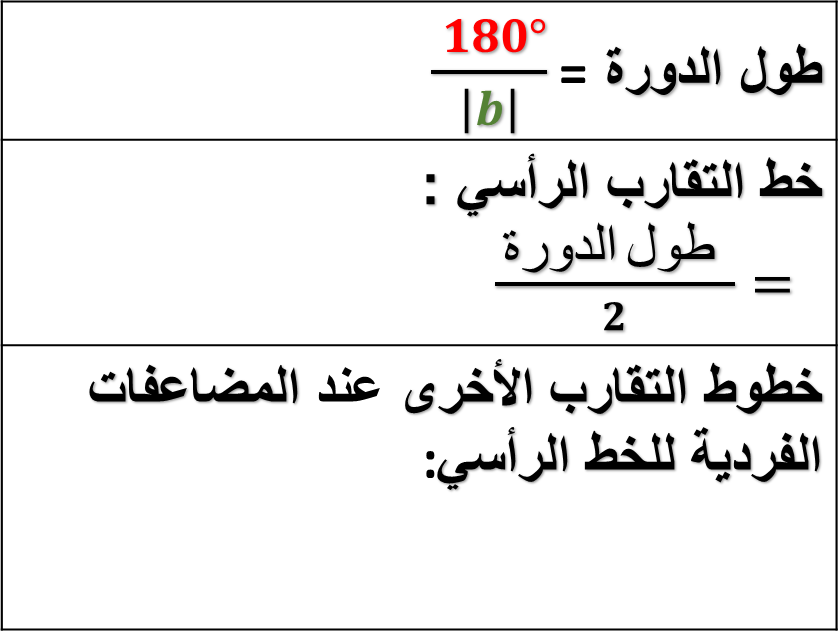 طول الدورة = 180° / |b|
خط التقارب الرأسي :
= طول الدورة / 2
خطوط التقارب الأخرى عند المضاعفات
الفردية للخط الرأسي: